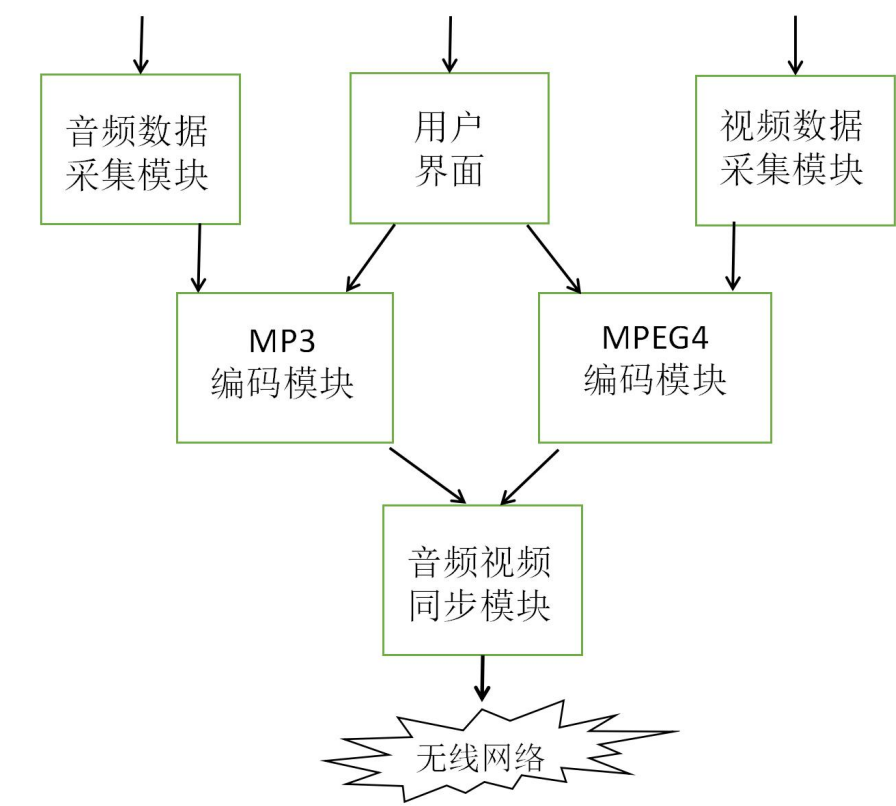 音频数据
采集模块
用户
界面
视频数据
采集模块
MP3
编码模块
MPEG4
编码模块
音频视频
同步模块
无线网络